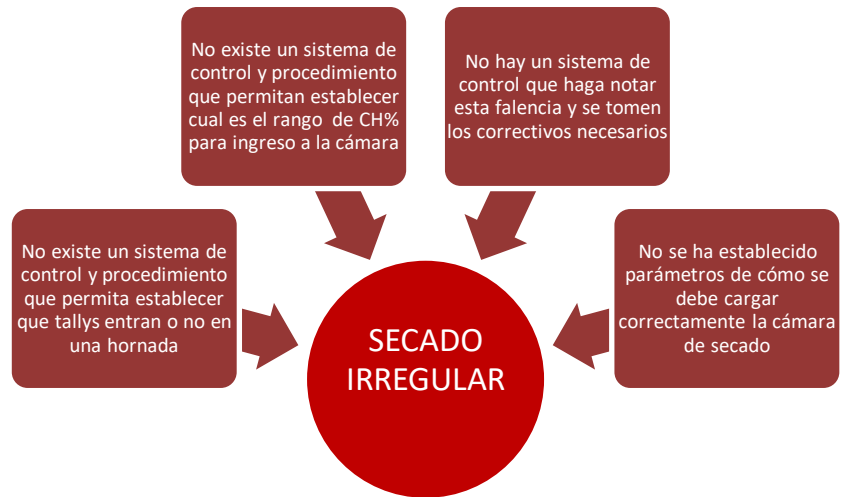 No existe un sistema de
control y procedimiento
que permitan establecer
cual es el rango de CH%
para ingreso a la cámara
No hay un sistema de
control que haga notar
esta falencia y se tomen
los correctivos necesarios
No existe un sistema de
control y procedimiento
que permita establecer
que tallys entran o no en
una hornada
No se ha establecido
parámetros de cómo se
debe cargar
correctamente la cámara
de secado
SECADO
IRREGULAR